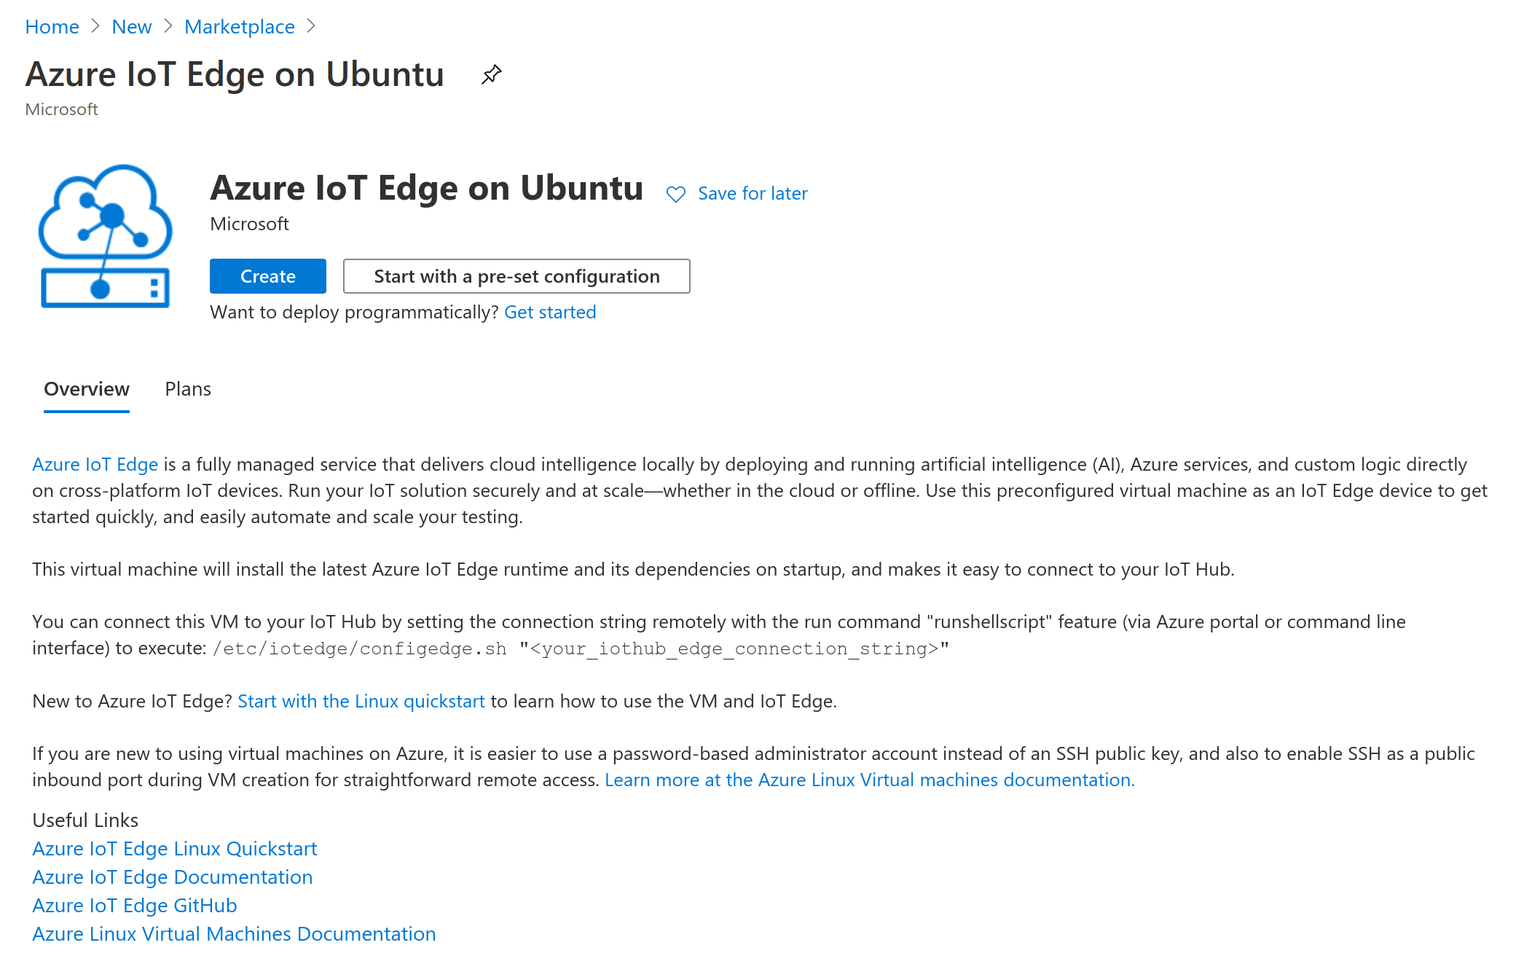 Home > New > Marketplace >
Azure IoT Edge on Ubuntu
Microsoft
Azure IoT Edge on Ubuntu
Save for later
Microsoft
Create
Start with a pre-set configuration
Want to deploy programmatically? Get started
Overview
Plans
Azure IoT Edge is a fully managed service that delivers cloud intelligence locally by deploying and running artificial intelligence (AI), Azure services, and custom logic directly
on cross-platform IoT devices. Run your IoT solution securely and at scale—whether in the cloud or offline. Use this preconfigured virtual machine as an IoT Edge device to get
started quickly, and easily automate and scale your testing.
This virtual machine will install the latest Azure IoT Edge runtime and its dependencies on startup, and makes it easy to connect to your IoT Hub.
You can connect this VM to your IoT Hub by setting the connection string remotely with the run command "runshellscript" feature (via Azure portal or command line
interface) to execute: /etc/iotedge/configedge.sh "<your_iothub_edge_connection_string>"
New to Azure IoT Edge? Start with the Linux quickstart to learn how to use the VM and IoT Edge.
If you are new to using virtual machines on Azure, it is easier to use a password-based administrator account instead of an SSH public key, and also to enable SSH as a public
inbound port during VM creation for straightforward remote access. Learn more at the Azure Linux Virtual machines documentation.
Useful Links
Azure IoT Edge Linux Quickstart
Azure IoT Edge Documentation
Azure IoT Edge GitHub
Azure Linux Virtual Machines Documentation